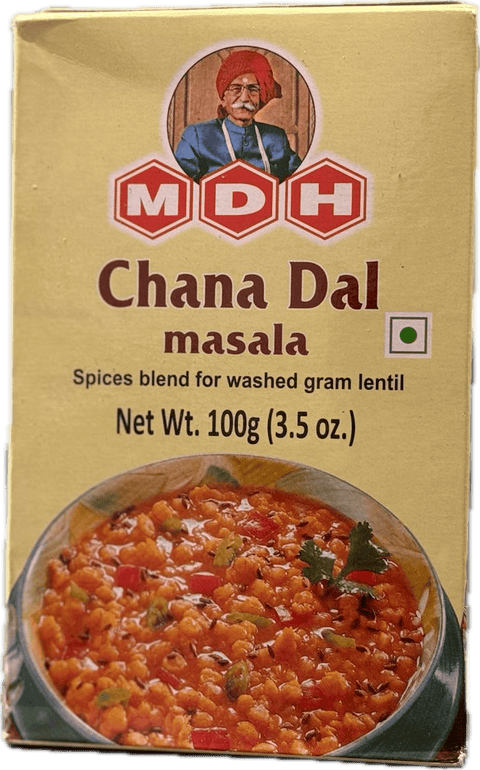 MDH
Chana Dal
masala
Spices blend for washed gram lentil
Net Wt. 100g (3.5 oz.)